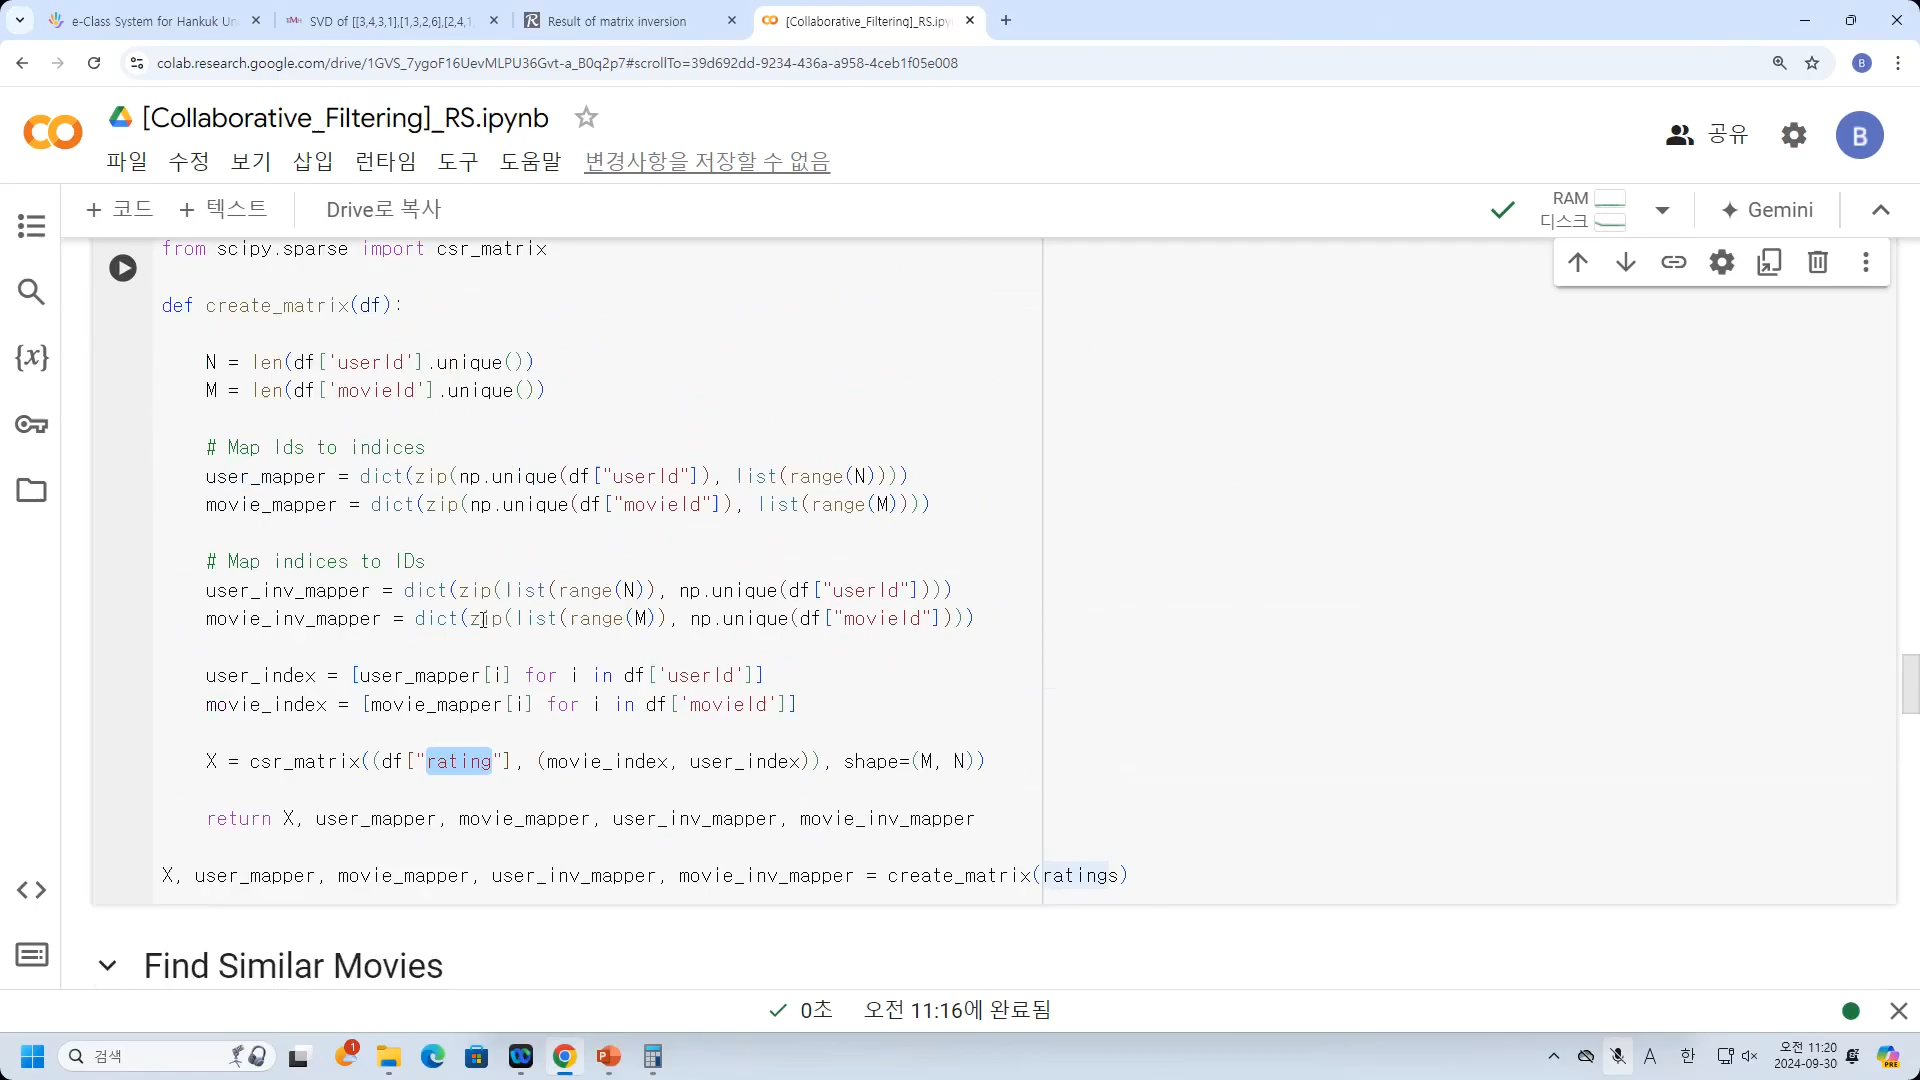 e-Class System for Hankuk Un
SVD of [[3,4,3,1],[1,3,2,6],[2,4,1,
Result of matrix inversion
[Collaborative_Filtering]_RS.ipy
colab.research.google.com/drive/1GVS_7ygoF16UevMLPU36Gvt-a_B0q2p7#scrollTo=39d692dd-9234-436a-a958-4ceb1f05e008
B
[Collaborative_Filtering]_RS.ipynb
파일 수정 보기 삽입 런타임 도구 도움말 변경사항을 저장할 수 없음
공유
B
+ 코드 + 텍스트 Drive로 복사
RAM
디스크
Gemini
from scipy.sparse import csr_matrix
def create_matrix(df):
N = len(df['userId'].unique())
M = len(df['movieId'].unique())
# Map Ids to indices
user_mapper = dict(zip(np.unique(df["userId"]), list(range(N))))
movie_mapper = dict(zip(np.unique(df["movieId"]), list(range(M))))
# Map indices to IDs
user_inv_mapper = dict(zip(list(range(N)), np.unique(df["userId"])))
movie_inv_mapper = dict(zip(list(range(M)), np.unique(df["movieId"])))
user_index = [user_mapper[i] for i in df['userId']]
movie_index = [movie_mapper[i] for i in df['movieId']]
X = csr_matrix((df["rating"], (movie_index, user_index)), shape=(M, N))
return X, user_mapper, movie_mapper, user_inv_mapper, movie_inv_mapper
X, user_mapper, movie_mapper, user_inv_mapper, movie_inv_mapper = create_matrix(ratings)
Find Similar Movies
0초 오전 11:16에 완료됨
검색
1
A 한
오전 11:20
2024-09-30
PRE